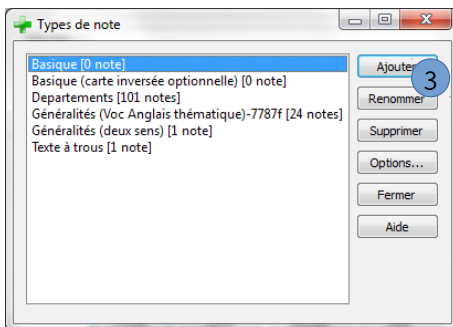 Types de note
Basique [0 note]
Basique (carte inversée optionnelle) [0 note]
Departements [101 notes]
Généralités (Voc Anglais thématique)-7787f [24 notes]
Généralités (deux sens) [1 note]
Texte à trous [1 note]
Ajouter
3
Renommer
Supprimer
Options...
Fermer
Aide